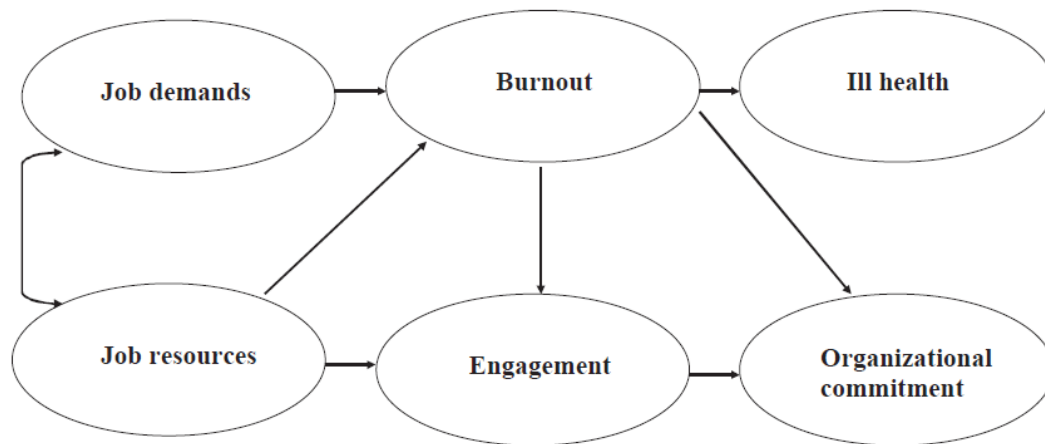 Job demands
Burnout
Ill health
Job resources
Engagement
Organizational
commitment